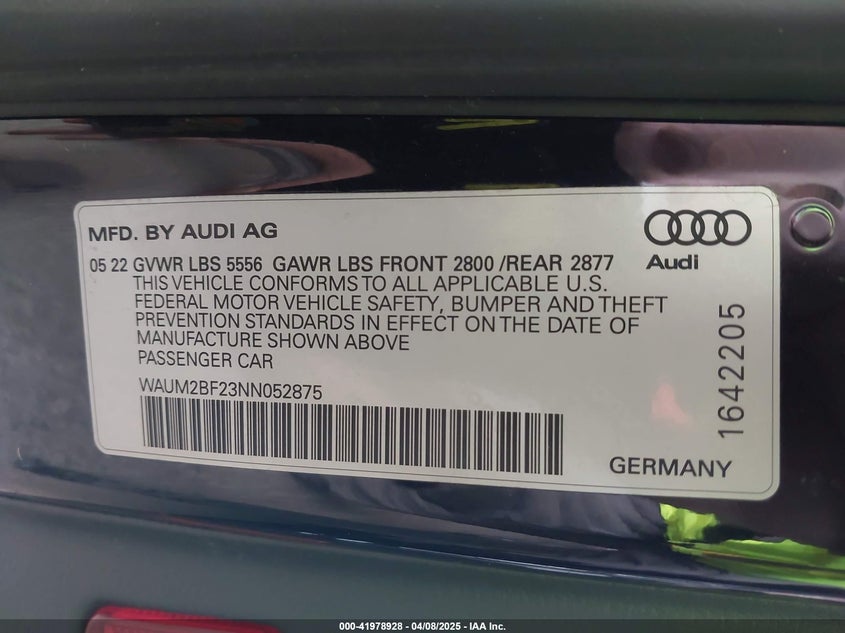 MFD. BY AUDI AG
05 22 GVWR LBS 5556 GAWR LBS FRONT 2800 /REAR 2877
THIS VEHICLE CONFORMS TO ALL APPLICABLE U.S.
FEDERAL MOTOR VEHICLE SAFETY, BUMPER AND THEFT
PREVENTION STANDARDS IN EFFECT ON THE DATE OF
MANUFACTURE SHOWN ABOVE
PASSENGER CAR
WAUM2BF23NN052875
Audi
1642205
GERMANY
000-41978928 - 04/08/2025 - IAA Inc.